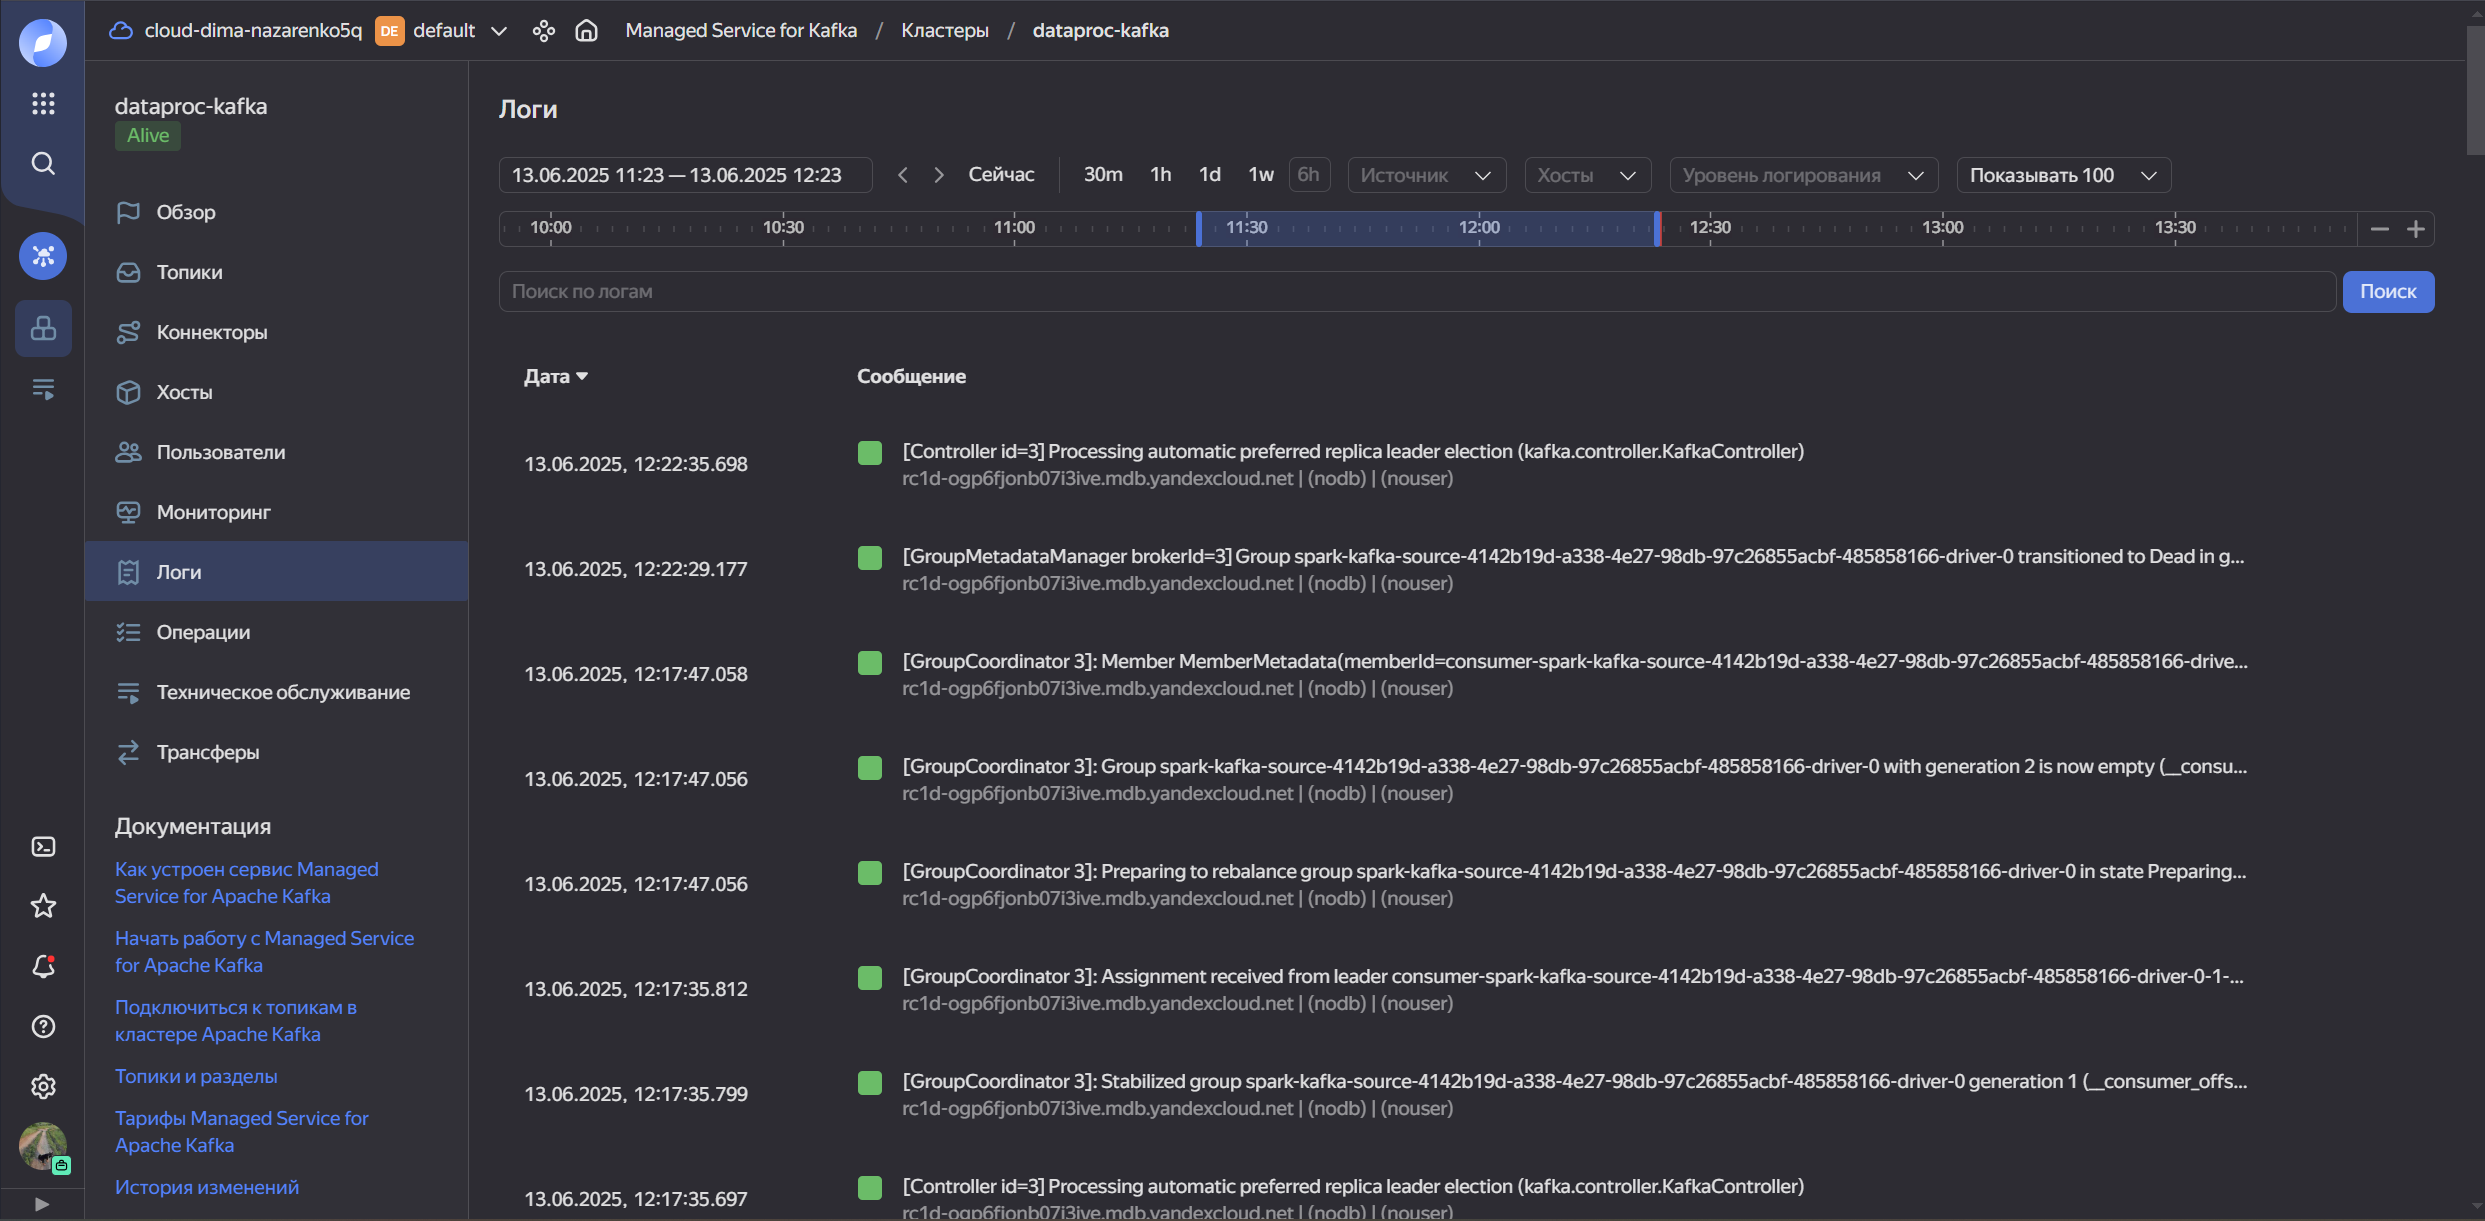 cloud-dima-nazarenko5q DE default Managed Service for Kafka / Кластеры / dataproc-kafka
dataproc-kafka
Alive
Обзор
Топики
Коннекторы
Хосты
Пользователи
Мониторинг
Логи
Операции
Техническое обслуживание
Трансферы
Документация
Как устроен сервис Managed
Service for Apache Kafka
Начать работу с Managed Service
for Apache Kafka
Подключиться к топикам в
кластере Apache Kafka
Топики и разделы
Тарифы Managed Service for
Apache Kafka
История изменений
Логи
13.06.2025 11:23 — 13.06.2025 12:23 Сейчас 30m 1h 1d 1w 6h Источник Хосты Уровень логирования Показывать 100
10:00 10:30 11:00 11:30 12:00 12:30 13:00 13:30
Поиск по логам Поиск
Дата Сообщение
13.06.2025, 12:22:35.698 [Controller id=3] Processing automatic preferred replica leader election (kafka.controller.KafkaController)
rc1d-ogp6fjonb07i3ive.mdb.yandexcloud.net | (nodb) | (nouser)
13.06.2025, 12:22:29.177 [GroupMetadataManager brokerId=3] Group spark-kafka-source-4142b19d-a338-4e27-98db-97c26855acbf-485858166-driver-0 transitioned to Dead in g...
rc1d-ogp6fjonb07i3ive.mdb.yandexcloud.net | (nodb) | (nouser)
13.06.2025, 12:17:47.058 [GroupCoordinator 3]: Member MemberMetadata(memberId=consumer-spark-kafka-source-4142b19d-a338-4e27-98db-97c26855acbf-485858166-drive...
rc1d-ogp6fjonb07i3ive.mdb.yandexcloud.net | (nodb) | (nouser)
13.06.2025, 12:17:47.056 [GroupCoordinator 3]: Group spark-kafka-source-4142b19d-a338-4e27-98db-97c26855acbf-485858166-driver-0 with generation 2 is now empty (__consu...
rc1d-ogp6fjonb07i3ive.mdb.yandexcloud.net | (nodb) | (nouser)
13.06.2025, 12:17:47.056 [GroupCoordinator 3]: Preparing to rebalance group spark-kafka-source-4142b19d-a338-4e27-98db-97c26855acbf-485858166-driver-0 in state Preparing...
rc1d-ogp6fjonb07i3ive.mdb.yandexcloud.net | (nodb) | (nouser)
13.06.2025, 12:17:35.812 [GroupCoordinator 3]: Assignment received from leader consumer-spark-kafka-source-4142b19d-a338-4e27-98db-97c26855acbf-485858166-driver-0-1-...
rc1d-ogp6fjonb07i3ive.mdb.yandexcloud.net | (nodb) | (nouser)
13.06.2025, 12:17:35.799 [GroupCoordinator 3]: Stabilized group spark-kafka-source-4142b19d-a338-4e27-98db-97c26855acbf-485858166-driver-0 generation 1 (__consumer_offs...
rc1d-ogp6fjonb07i3ive.mdb.yandexcloud.net | (nodb) | (nouser)
13.06.2025, 12:17:35.697 [Controller id=3] Processing automatic preferred replica leader election (kafka.controller.KafkaController)
rc1d-ogp6fjonb07i3ive.mdb.yandexcloud.net | (nodb) | (nouser)